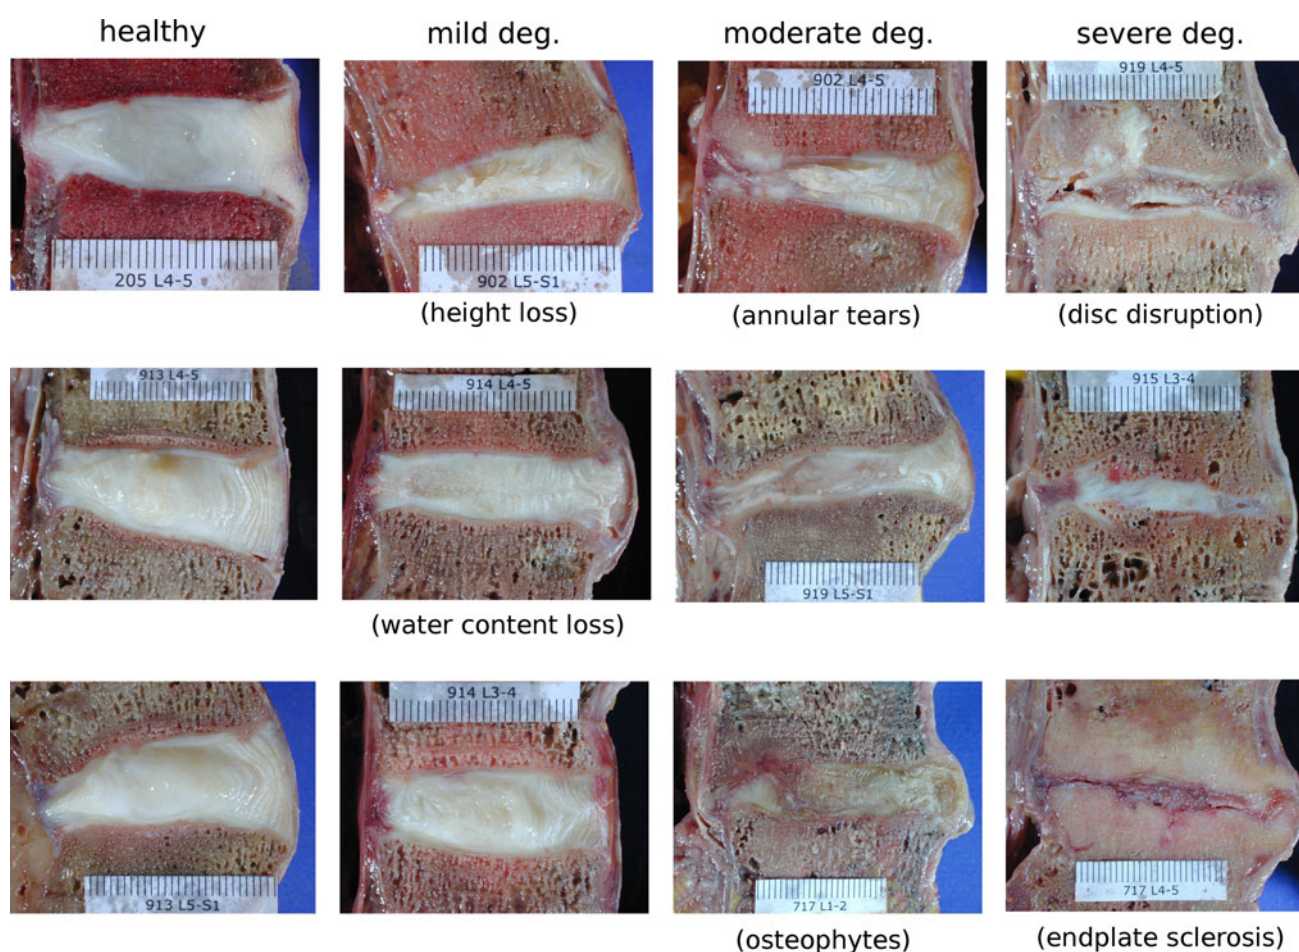 healthy
mild deg.
moderate deg.
severe deg.
205 L4-5
902 L5-S1
902 L4-5
919 L4-5
(height loss)
(annular tears)
(disc disruption)
913 L4-5
914 L4-5
919 L5-S1
915 L3-4
(water content loss)
913 L5-S1
914 L3-4
717 L1-2
717 L4-5
(osteophytes)
(endplate sclerosis)